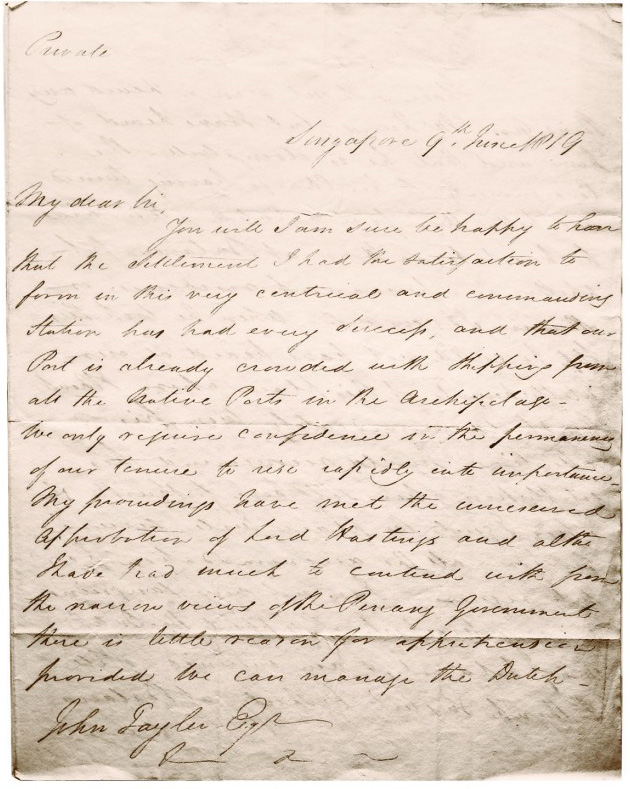 Private
Singapore 9th June 1819
My dear Sir,
You will I am sure be happy to hear
that the Settlement I had the satisfaction to
form in this very centrical and commanding
Station has had every success, and that our
Port is already crowded with shipping from
all the Native Ports in the Archipelago -
We only require confidence in the permanency
of our tenure to rise rapidly into importance -
My proceedings have met the unreserved
approbation of Lord Hastings and altho
I have had much to contend with from
the narrow views of the Penang Government
there is little reason for apprehension
provided we can manage the Dutch -
John Tayler Esqr